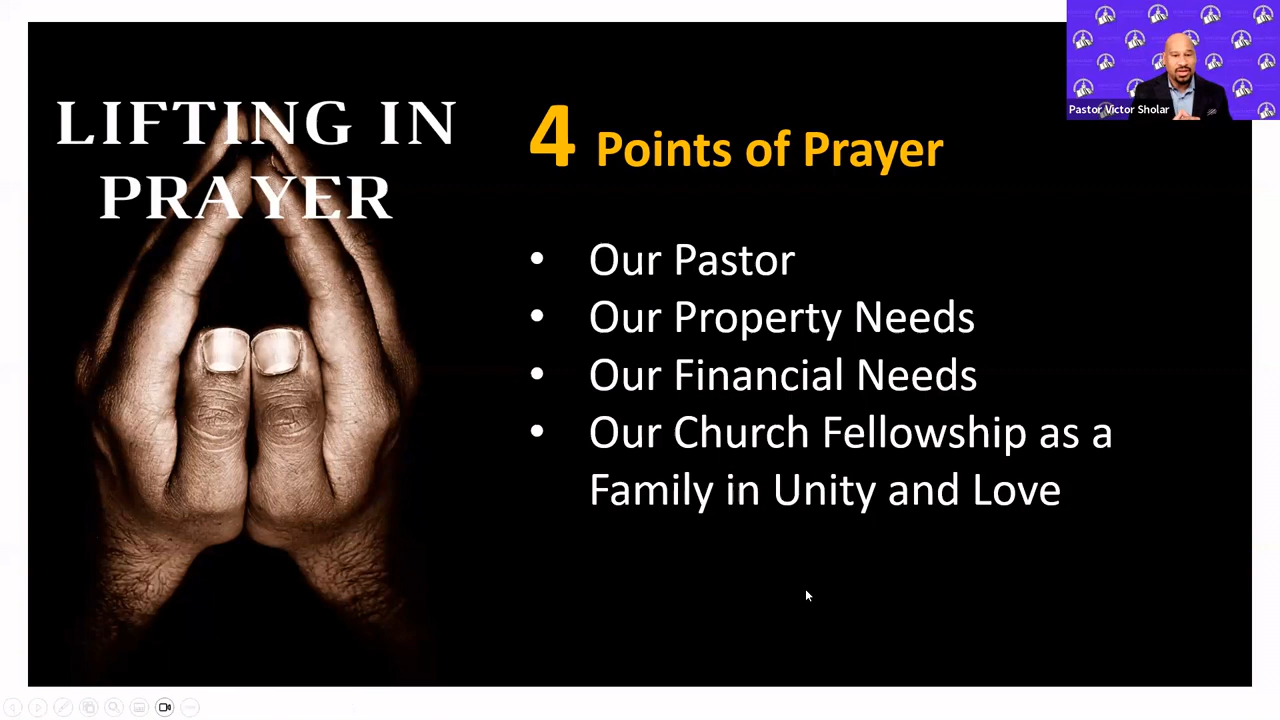 LIFTING IN
PRAYER
4 Points of Prayer
• Our Pastor
• Our Property Needs
• Our Financial Needs
• Our Church Fellowship as a
Family in Unity and Love
Pastor Victor Sholar